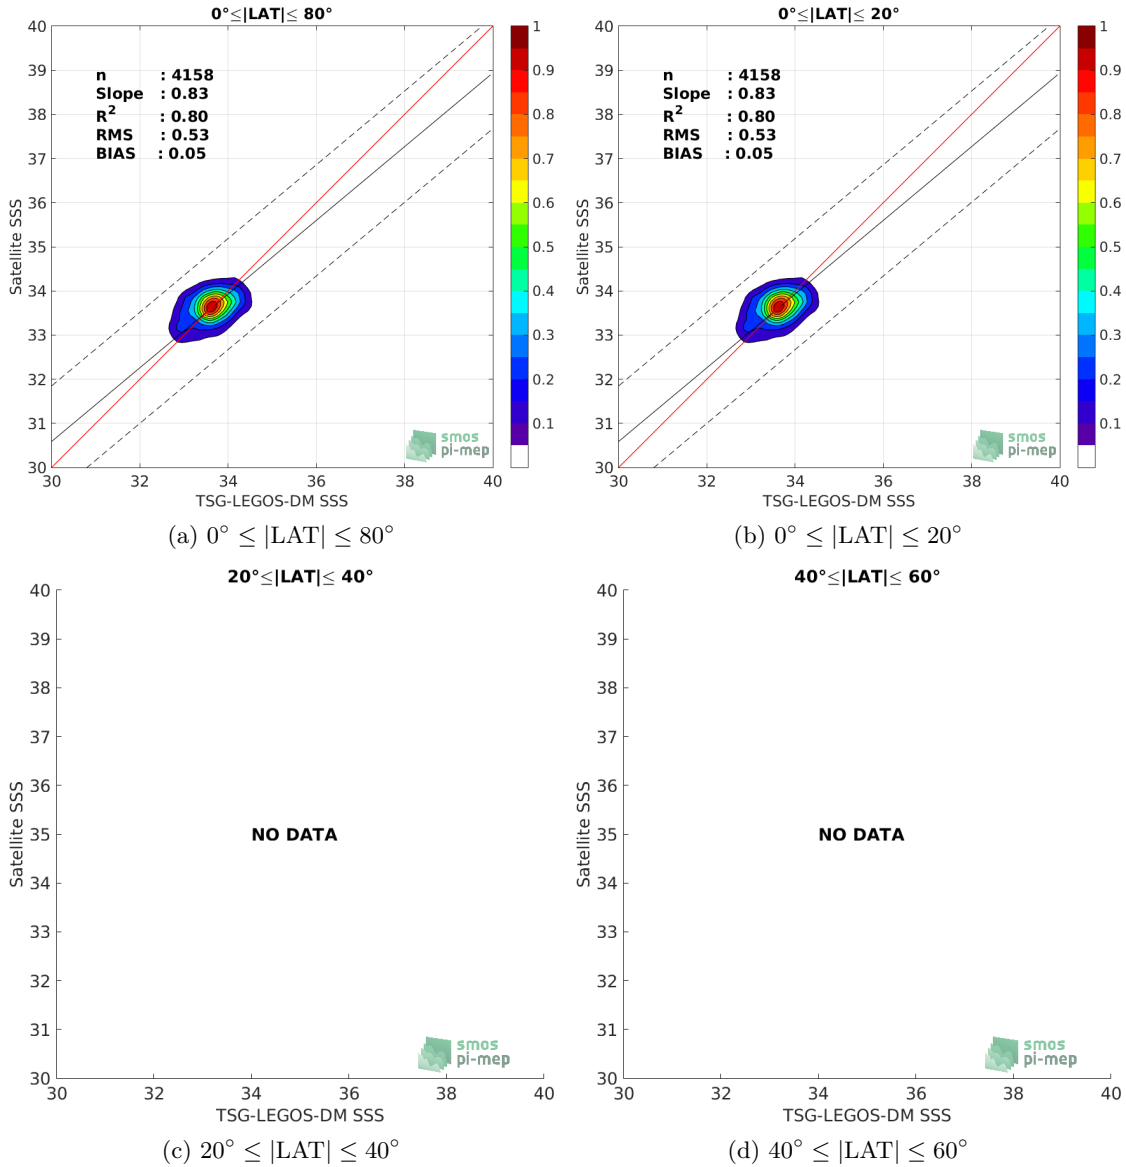 0°≤|LAT|≤ 80°
n : 4158
Slope : 0.83
R² : 0.80
RMS : 0.53
BIAS : 0.05
Satellite SSS
40
39
38
37
36
35
34
33
32
31
30
30 32 34 36 38 40
TSG-LEGOS-DM SSS
1
0.9
0.8
0.7
0.6
0.5
0.4
0.3
0.2
0.1
smos
pi-mep
(a) 0° ≤ |LAT| ≤ 80°
0°≤|LAT|≤ 20°
n : 4158
Slope : 0.83
R² : 0.80
RMS : 0.53
BIAS : 0.05
Satellite SSS
40
39
38
37
36
35
34
33
32
31
30
30 32 34 36 38 40
TSG-LEGOS-DM SSS
1
0.9
0.8
0.7
0.6
0.5
0.4
0.3
0.2
0.1
smos
pi-mep
(b) 0° ≤ |LAT| ≤ 20°
20°≤|LAT|≤ 40°
Satellite SSS
40
39
38
37
36
35
34
33
32
31
30
NO DATA
30 32 34 36 38 40
TSG-LEGOS-DM SSS
smos
pi-mep
(c) 20° ≤ |LAT| ≤ 40°
40°≤|LAT|≤ 60°
Satellite SSS
40
39
38
37
36
35
34
33
32
31
30
NO DATA
30 32 34 36 38 40
TSG-LEGOS-DM SSS
smos
pi-mep
(d) 40° ≤ |LAT| ≤ 60°